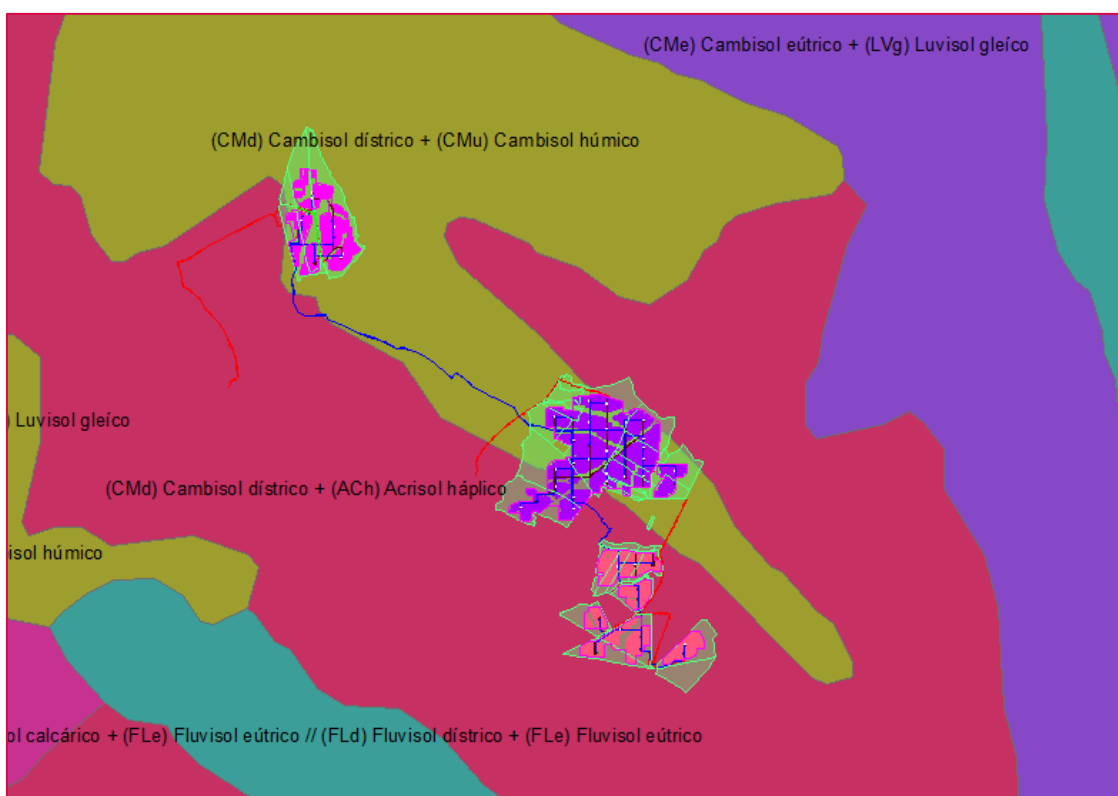 (CMe) Cambisol eútrico + (LVg) Luvisol gleíco
(CMd) Cambisol dístrico + (CMu) Cambisol húmico
) Luvisol gleíco
(CMd) Cambisol dístrico + (ACh) Acrisol háplico
isol húmico
ol calcárico + (FLe) Fluvisol eútrico // (FLd) Fluvisol dístrico + (FLe) Fluvisol eútrico